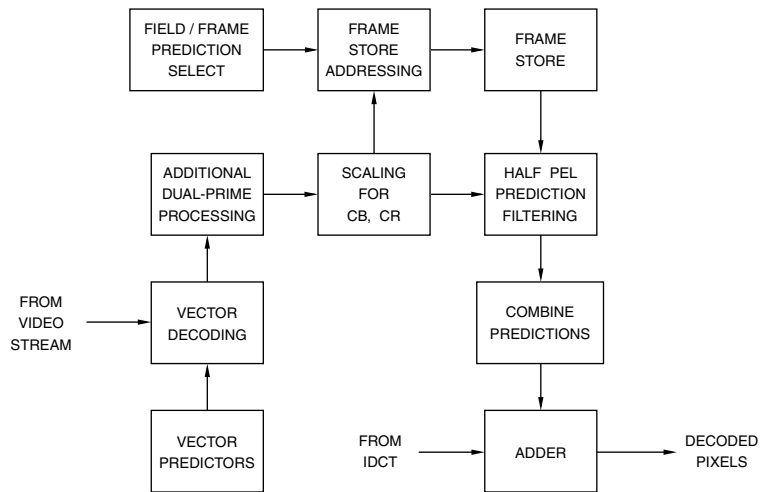 FIELD / FRAME
PREDICTION
SELECT
FRAME
STORE
ADDRESSING
FRAME
STORE
ADDITIONAL
DUAL-PRIME
PROCESSING
SCALING
FOR
CB, CR
HALF PEL
PREDICTION
FILTERING
FROM
VIDEO
STREAM
VECTOR
DECODING
COMBINE
PREDICTIONS
VECTOR
PREDICTORS
FROM
IDCT
ADDER
DECODED
PIXELS